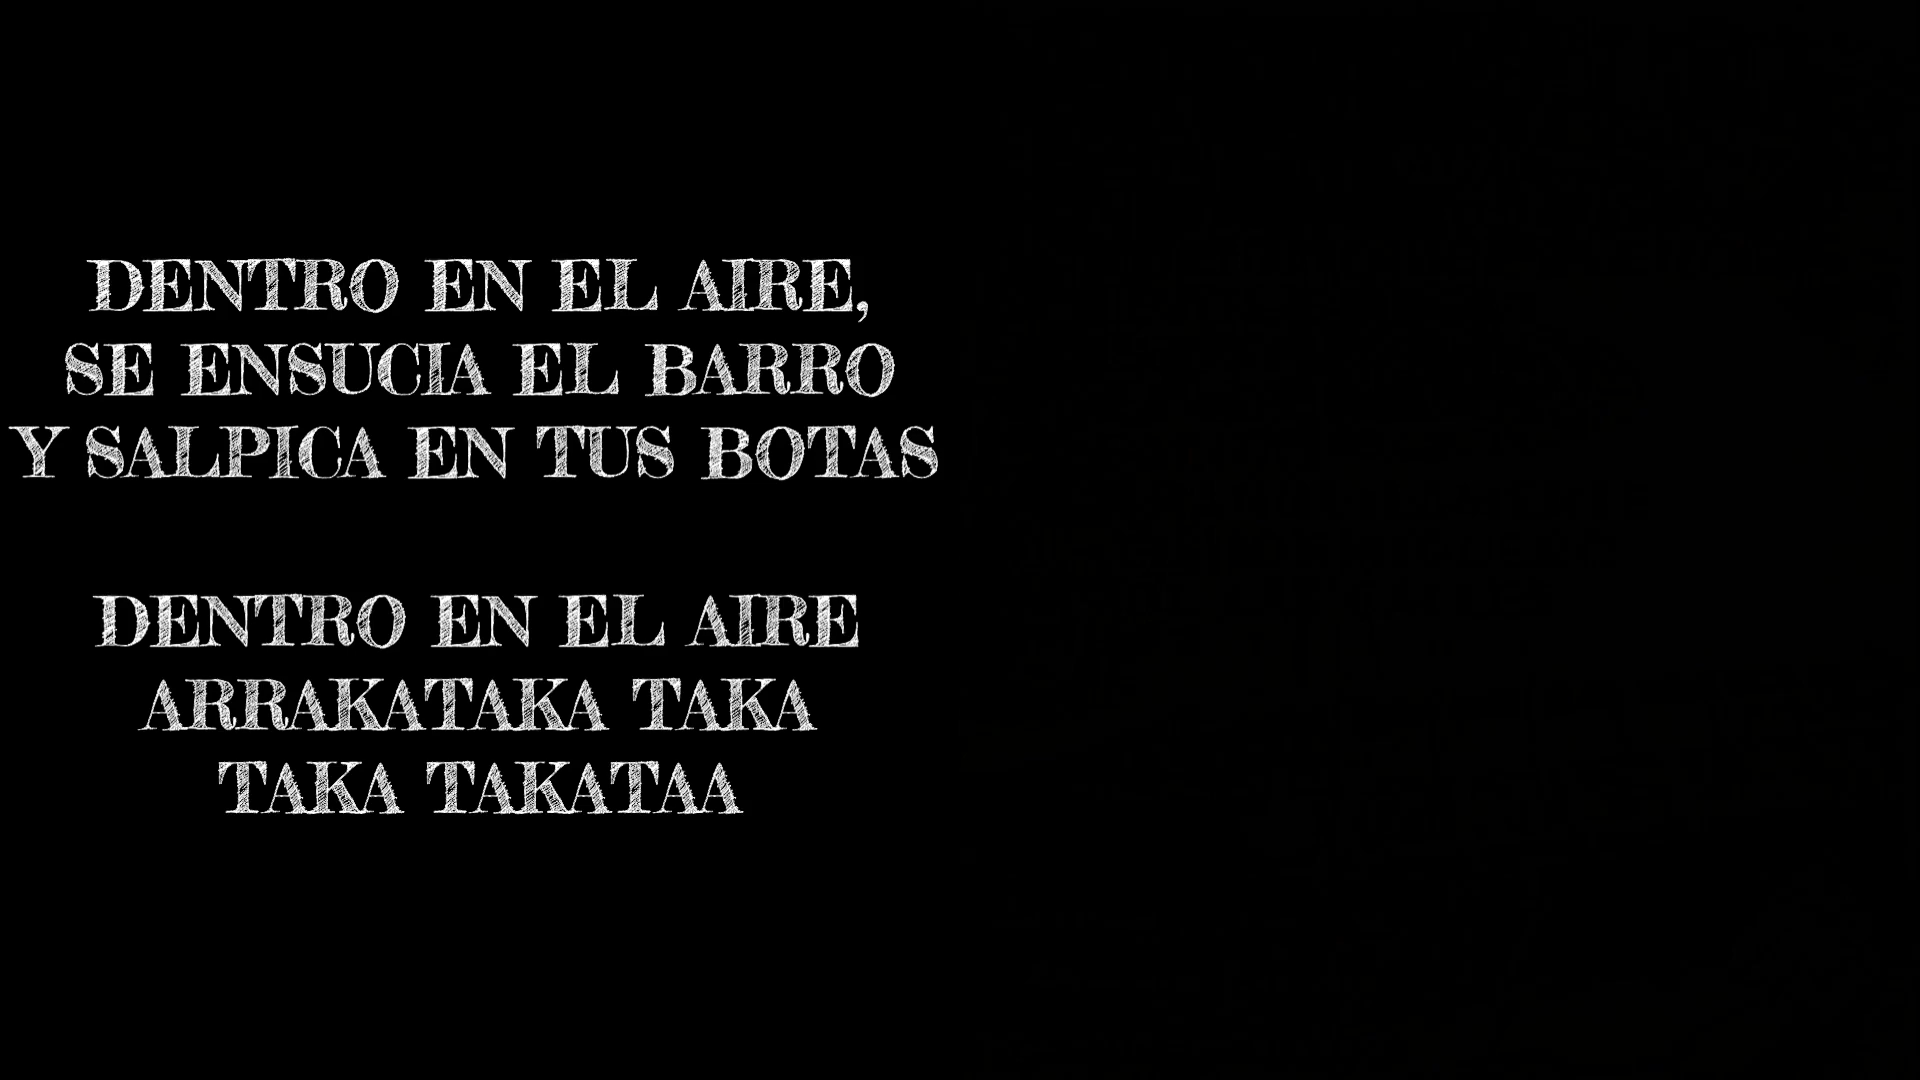 DENTRO EN EL AIRE,
SE ENSUCIA EL BARRO
Y SALPICA EN TUS BOTAS
DENTRO EN EL AIRE
ARRAKATAKA TAKA
TAKA TAKATAA